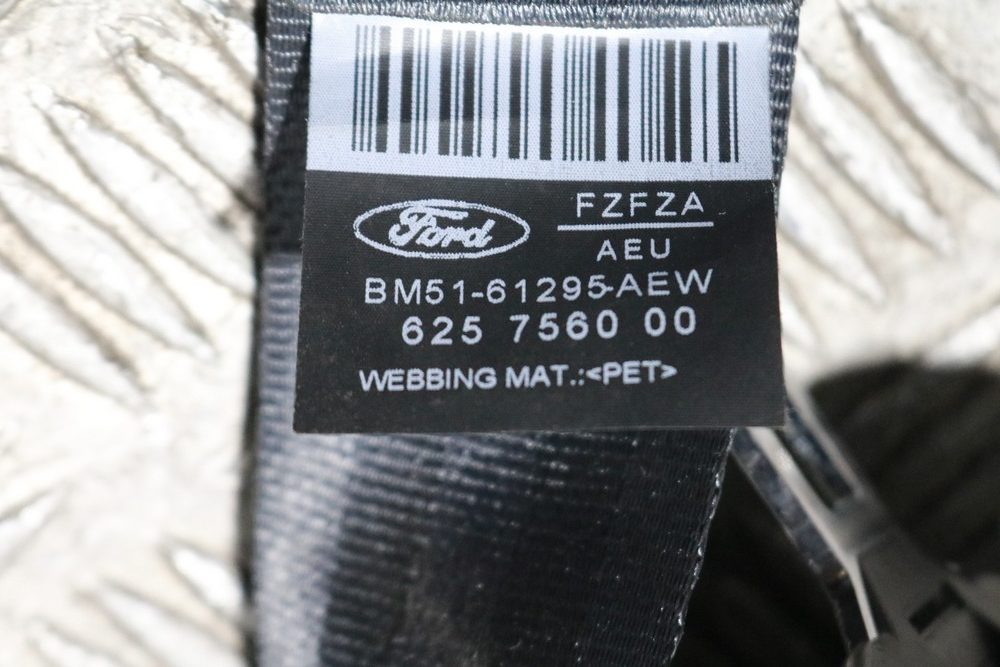 Ford
FZFZA
AEU
BM51-61295-AEW
625 7560 00
WEBBING MAT.:<PET>